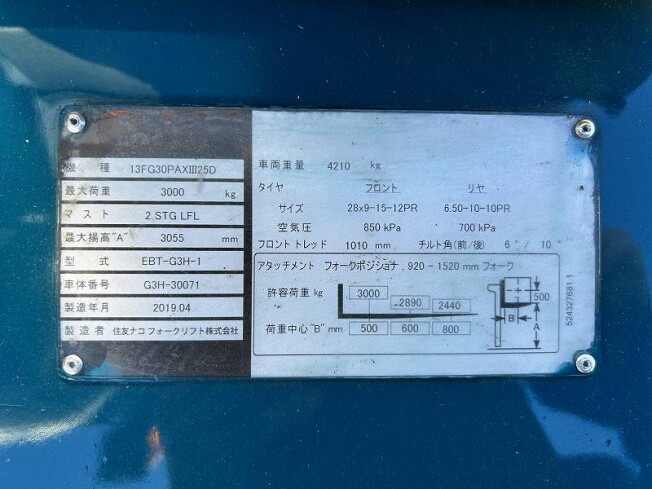 機 種 13FG30PAXIII25D
最大荷重 3000 kg
マスト 2 STG LFL
最大揚高"A" 3055 mm
型 式 EBT-G3H-1
車体番号 G3H-30071
製造年月 2019.04
製造者 住友ナコ フォークリフト株式会社
車両重量 4210 kg
タイヤ フロント リヤ
サイズ 28x9-15-12PR 6.50-10-10PR
空気圧 850 kPa 700 kPa
フロントトレッド 1010 mm チルト角(前/後) 6°/ 10°
アタッチメント フォークポジショナ, 920-1520 mm フォーク
許容荷重 kg 3000 2890 2440
荷重中心"B" mm 500 600 800
500
B
A
524327681.1